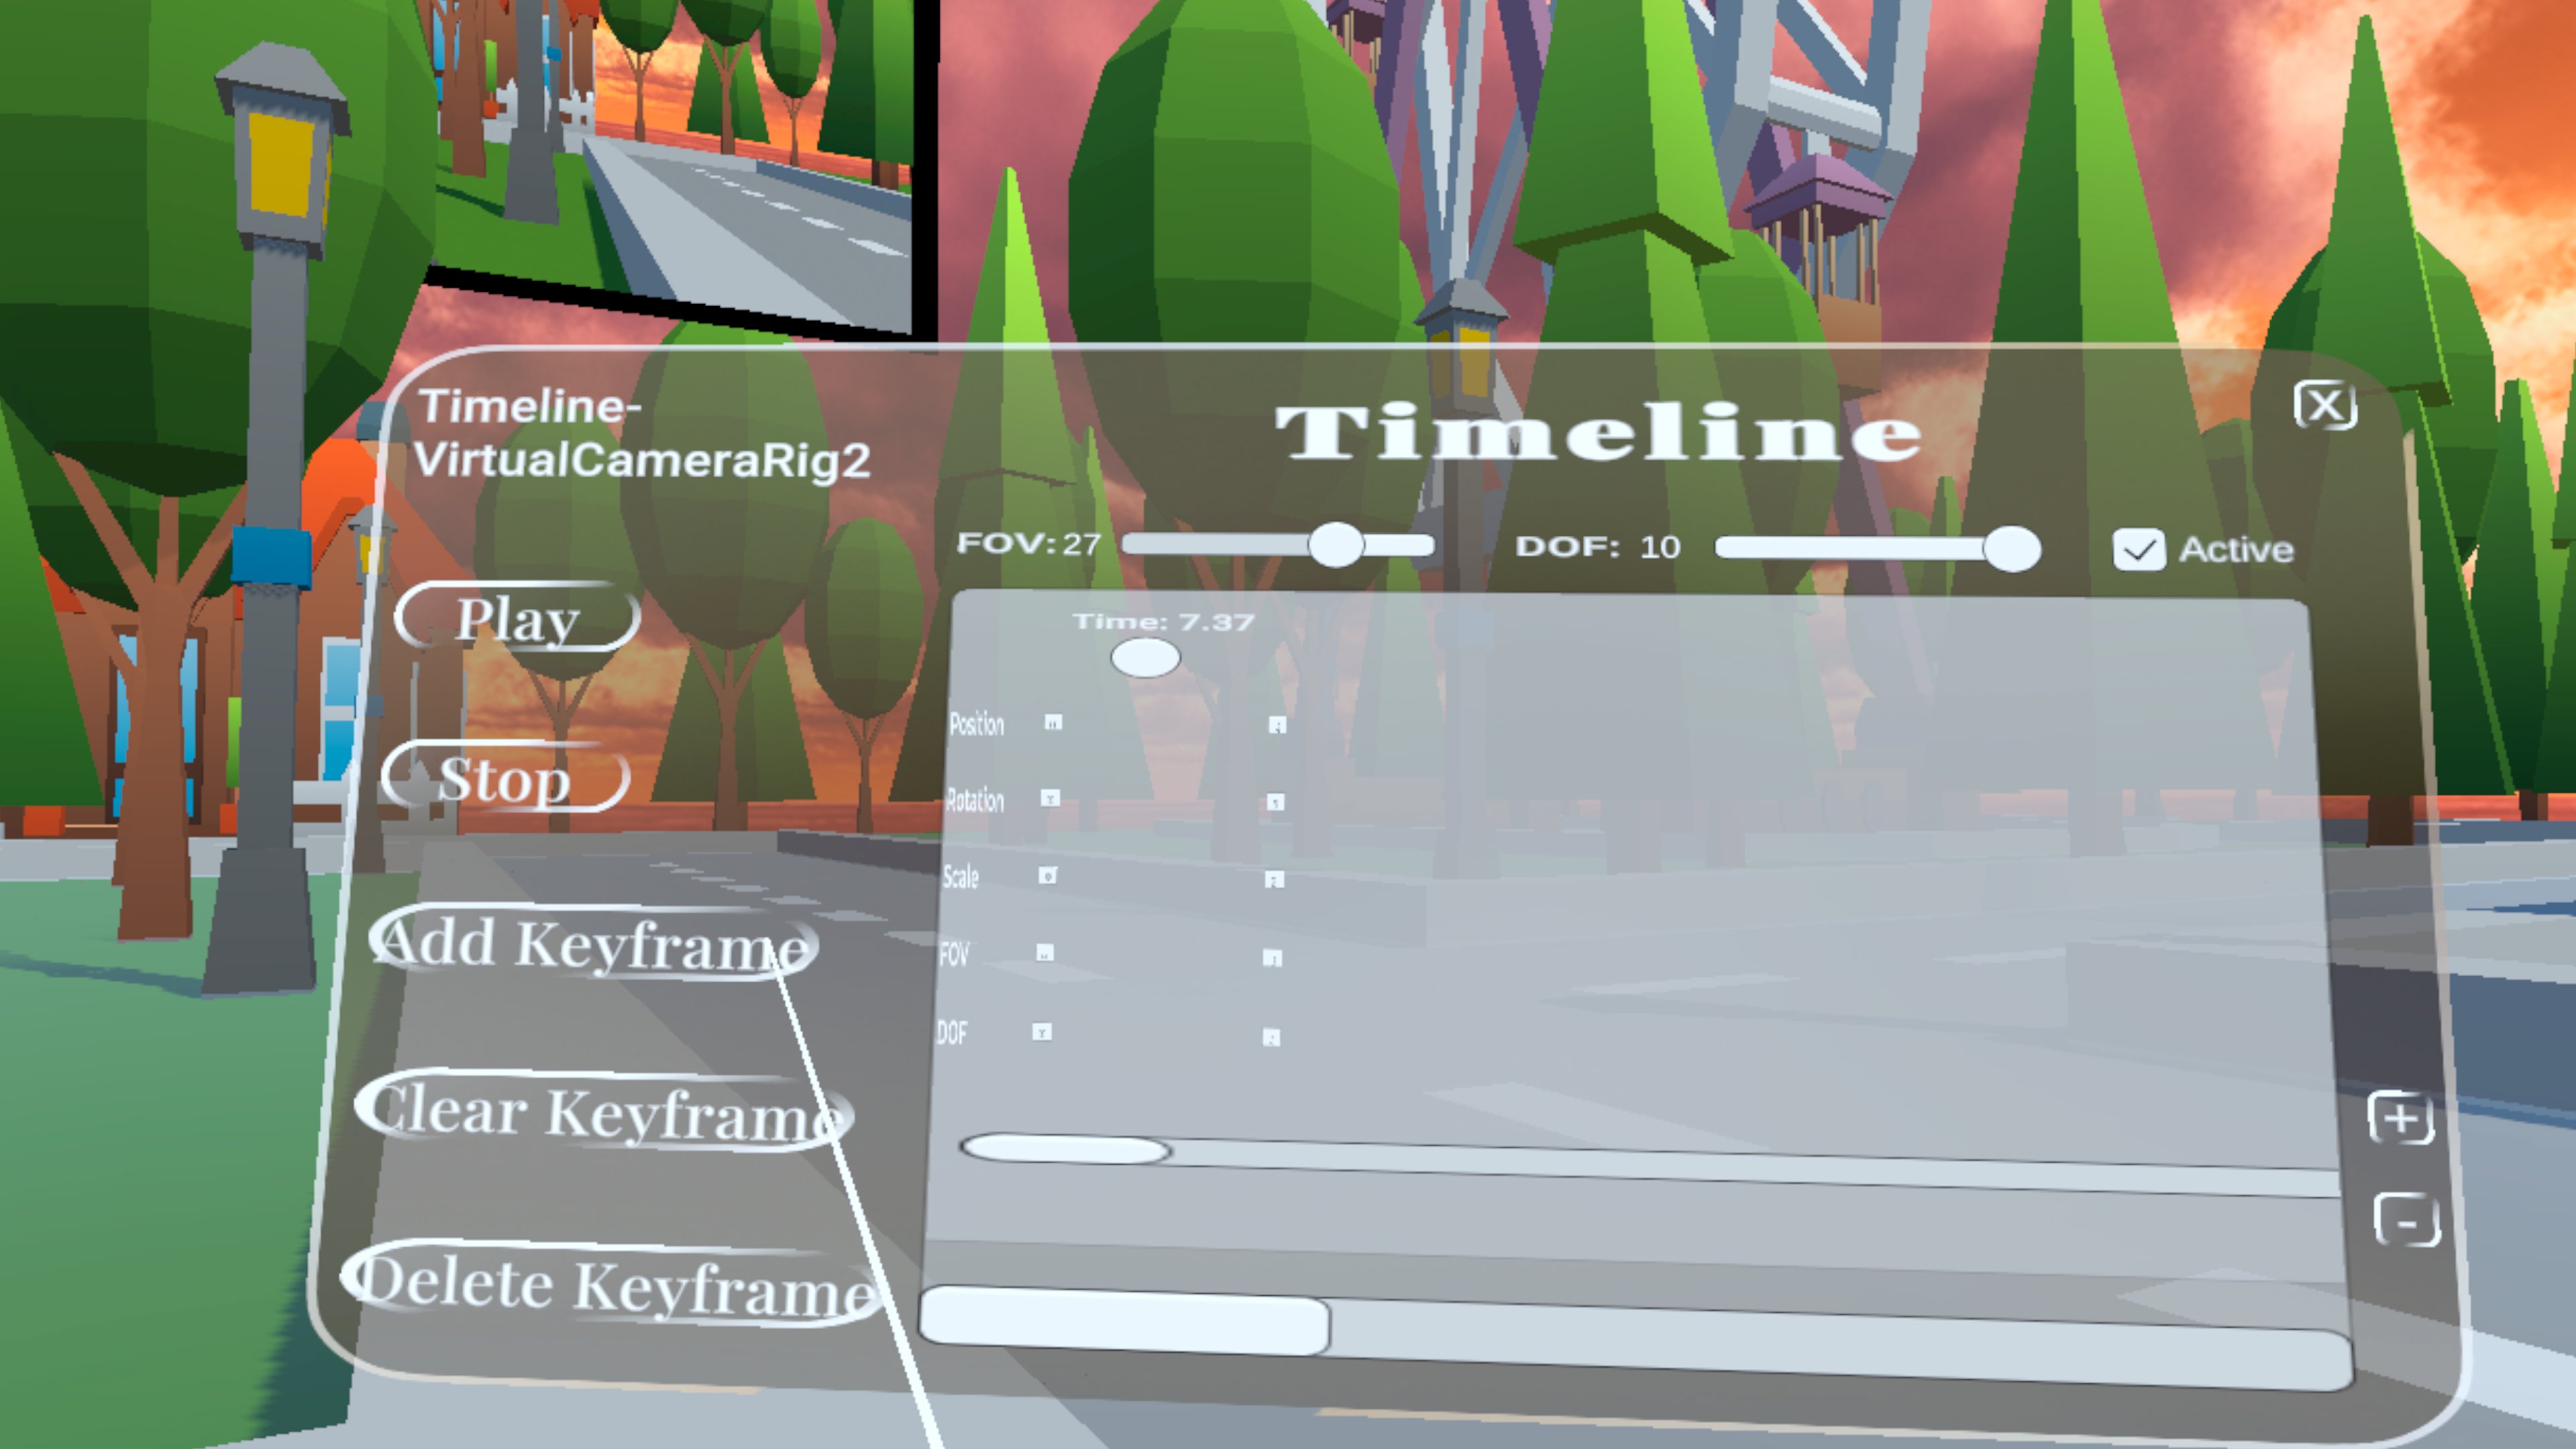 Timeline-
VirtualCameraRig2
Timeline
X
FOV: 27
DOF: 10
Active
Time: 7.37
Play
Stop
Add Keyframe
Clear Keyframe
Delete Keyframe
Position
Rotation
Scale
FOV
DOF
+
-